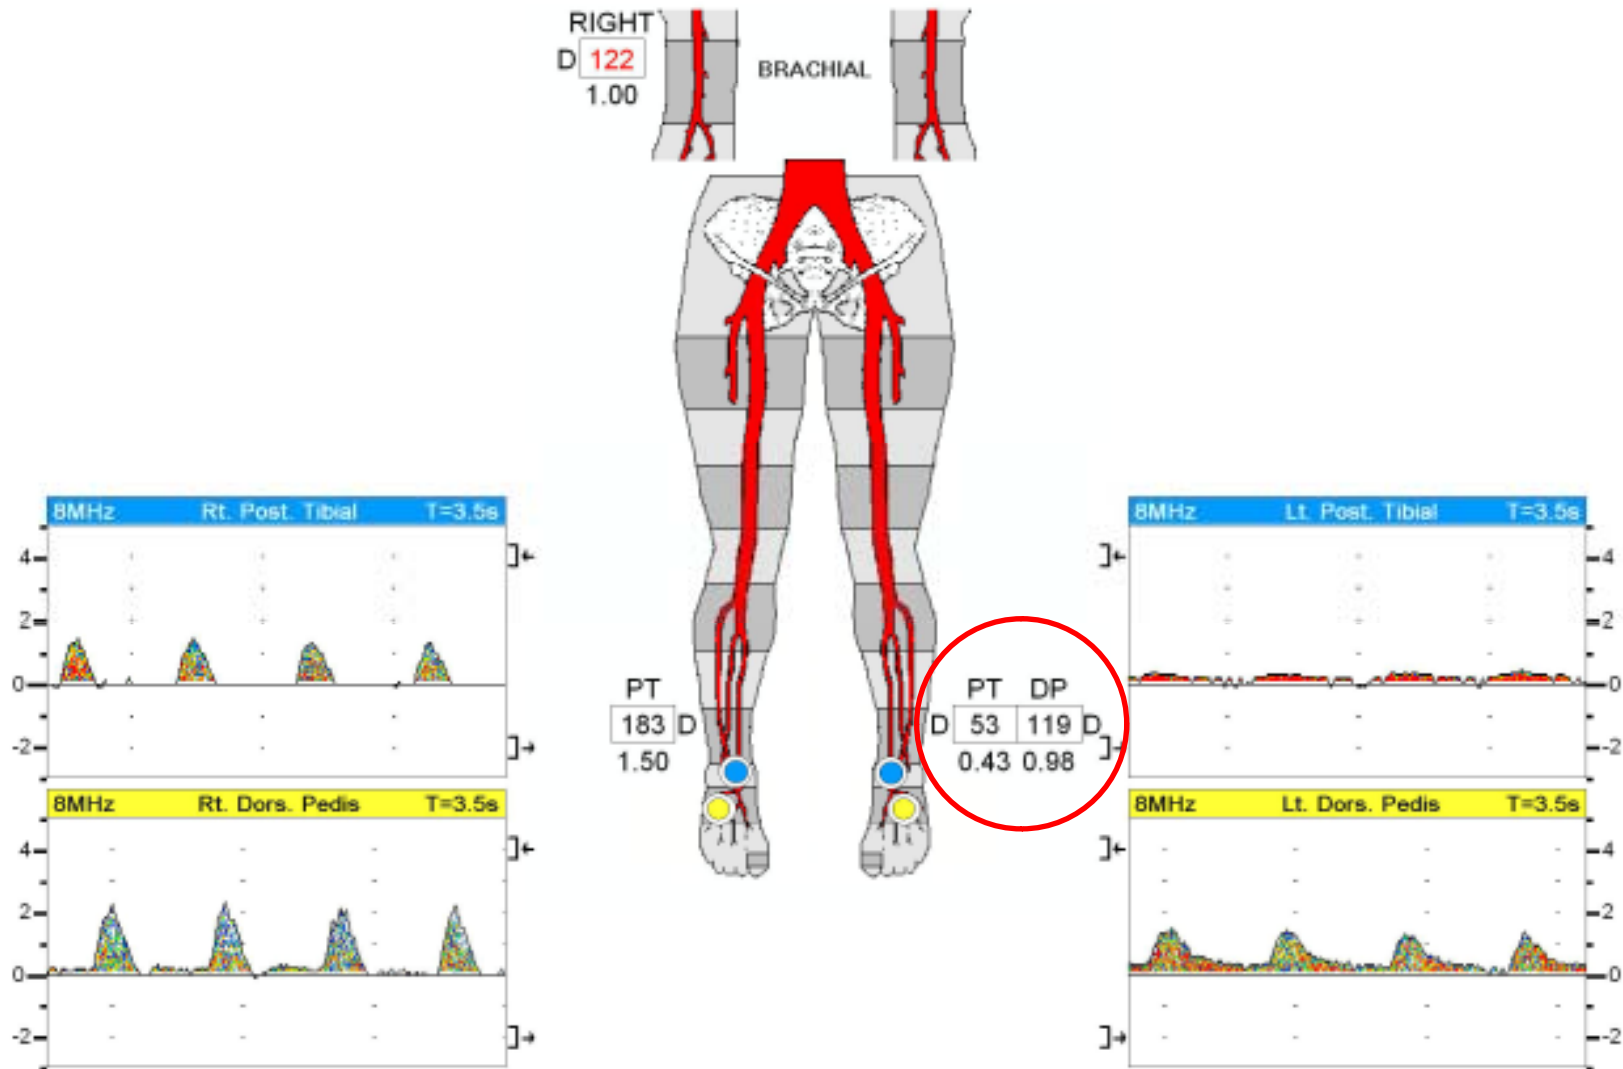 RIGHT
D 122
1.00
BRACHIAL
8MHz Rt. Post. Tibial T=3.5s
4
2
0
-2
8MHz Lt. Post. Tibial T=3.5s
4
2
0
-2
PT
183 D
1.50
PT DP
D 53 119 D
0.43 0.98
8MHz Rt. Dors. Pedis T=3.5s
4
2
0
-2
8MHz Lt. Dors. Pedis T=3.5s
4
2
0
-2